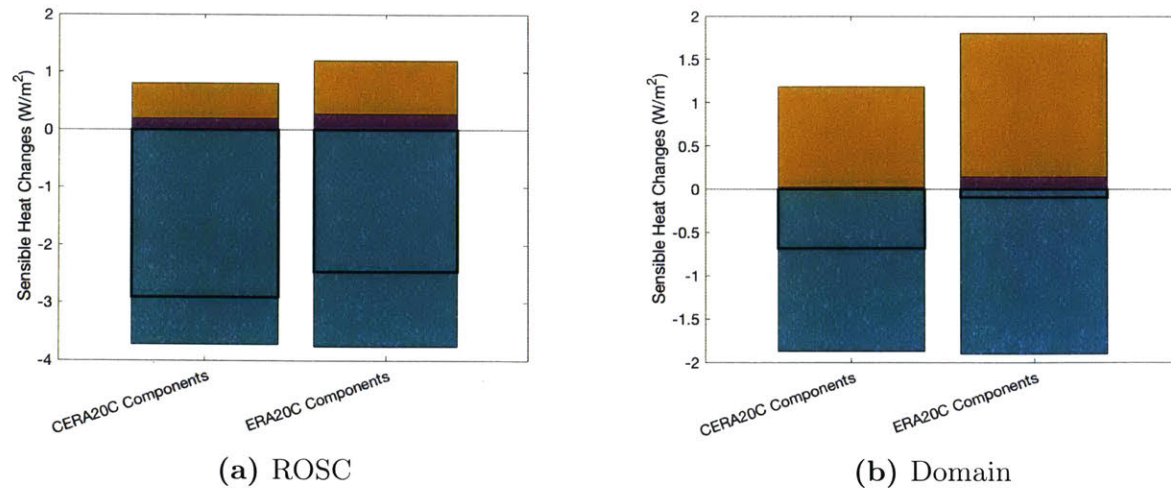 2
1
0
-1
-2
-3
-4
Sensible Heat Changes (W/m²)
CERA20C Components
ERA20C Components
(a) ROSC
2
1.5
1
0.5
0
-0.5
-1
-1.5
-2
Sensible Heat Changes (W/m²)
CERA20C Components
ERA20C Components
(b) Domain